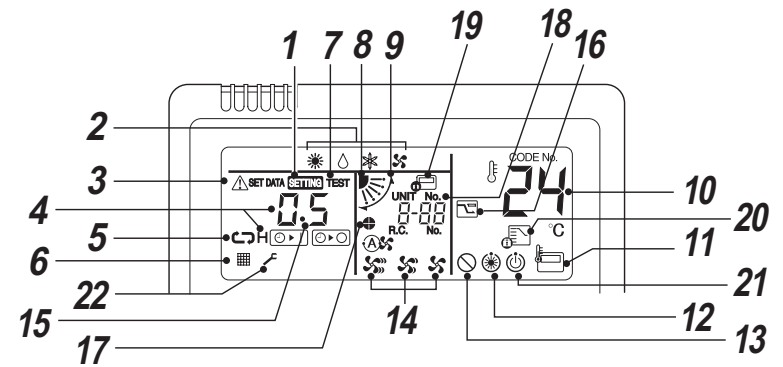 1 7 8 9 19 18 16
2
3
4
5
6
22
15
17
14
13
12
21
11
20
10
CODE No.
SET DATA SETTING TEST
UNIT No.
24
0.5
8-88
R.C. No.
H
°C
A